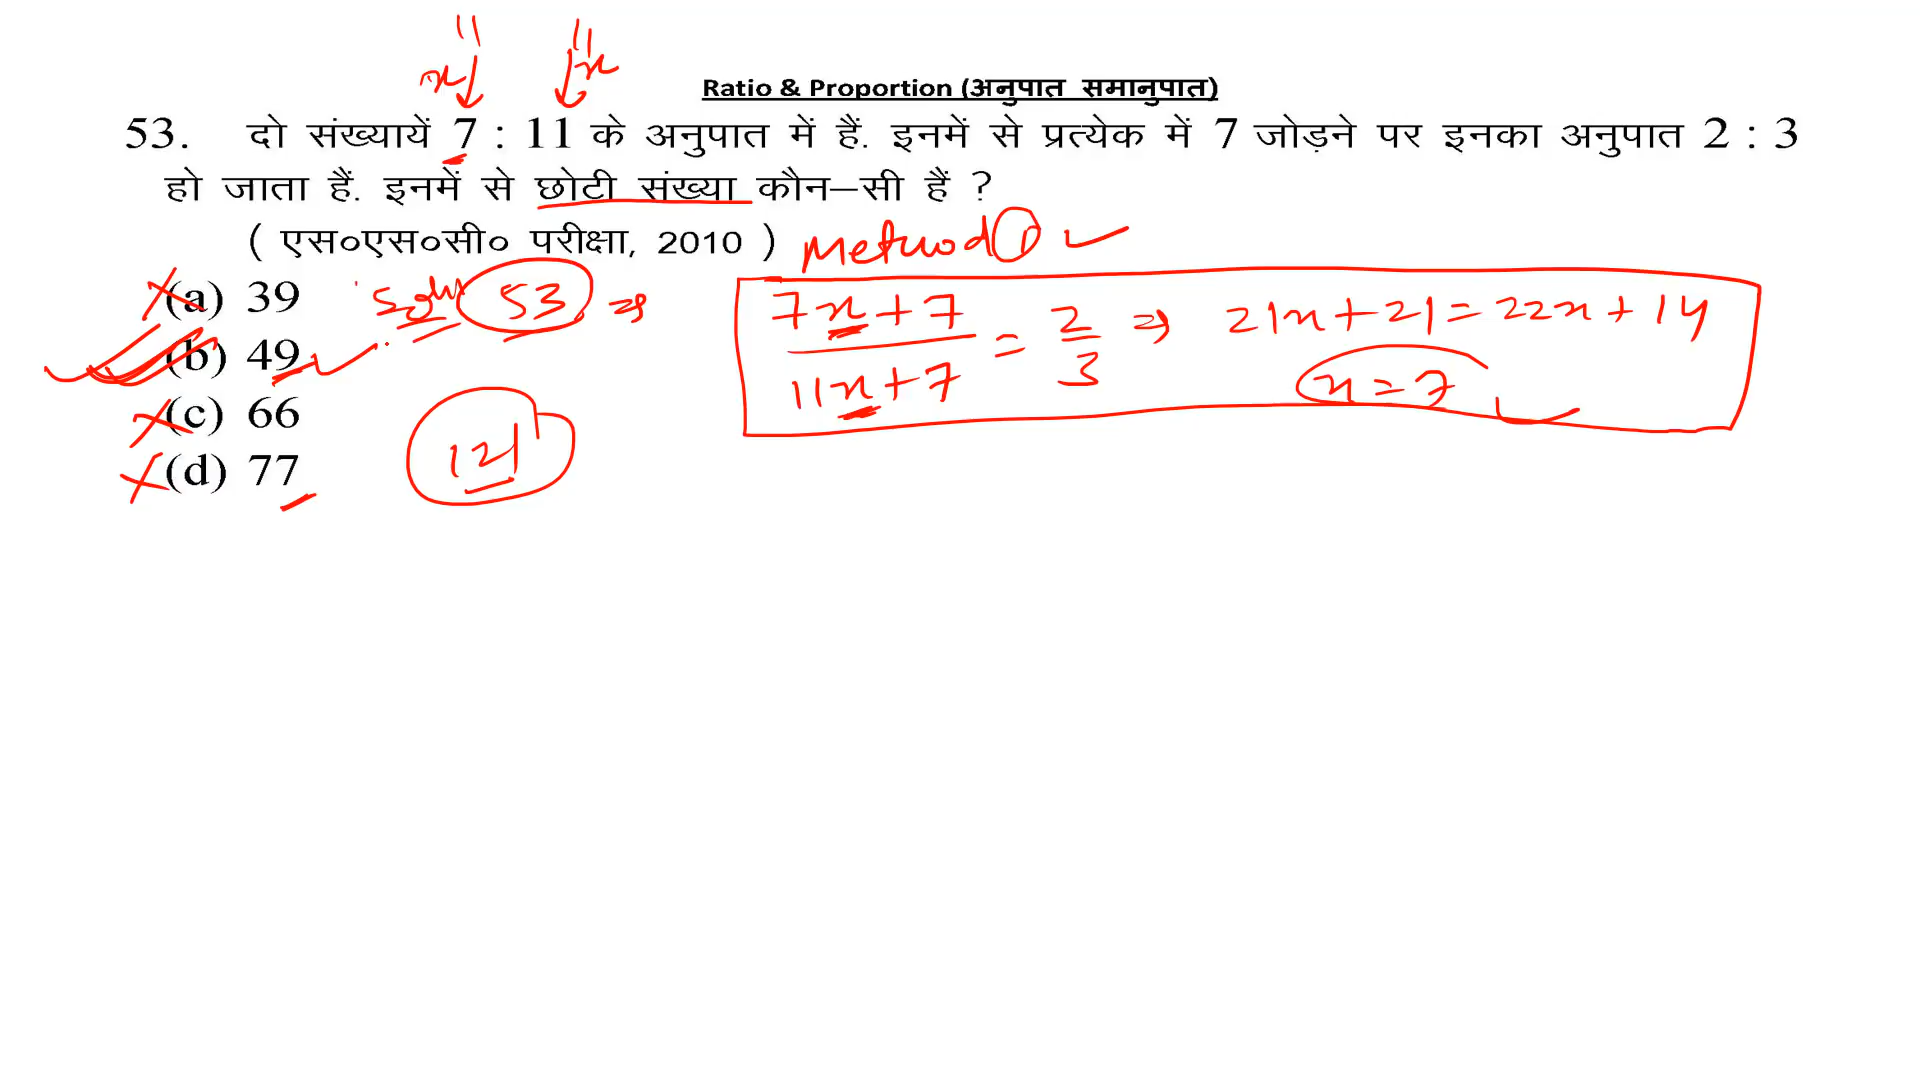 Ratio & Proportion (अनुपात समानुपात)
x x
53. दो संख्यायें 7 : 11 के अनुपात में हैं. इनमें से प्रत्येक में 7 जोड़ने पर इनका अनुपात 2 : 3
हो जाता हैं. इनमें से छोटी संख्या कौन–सी हैं ?
( एस०एस०सी० परीक्षा, 2010 ) Method 1
(a) 39
(b) 49
(c) 66
(d) 77
Soln 53 ⇒
121
7x+7 / 11x+7 = 2/3 ⇒ 21x+21=22x+14
x=7